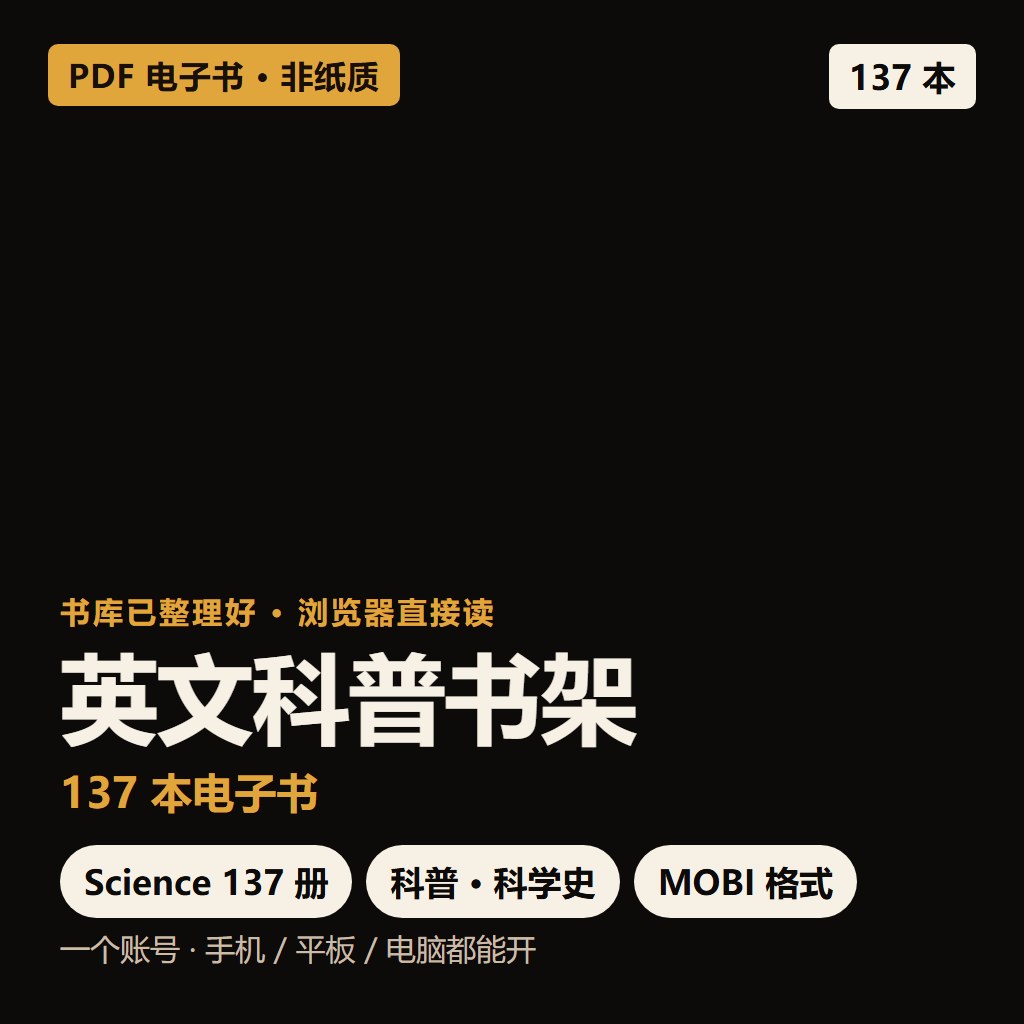 PDF 电子书・非纸质
137 本
书库已整理好・浏览器直接读
英文科普书架
137 本电子书
Science 137 册
科普・科学史
MOBI 格式
一个账号 · 手机 / 平板 / 电脑都能开